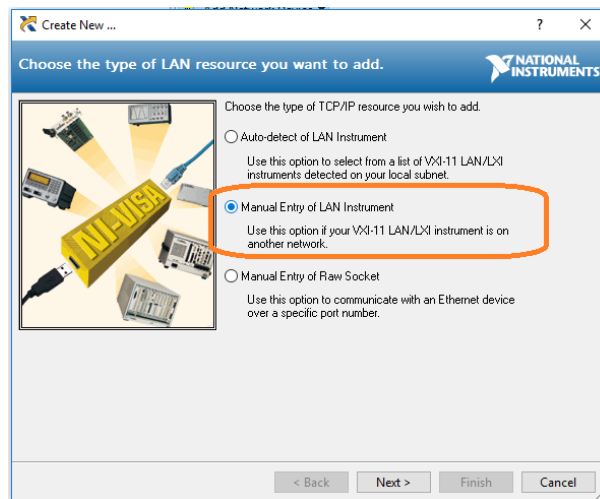 Add Network Device
Create New ...
?
Choose the type of LAN resource you want to add.
NATIONAL
INSTRUMENTS
Choose the type of TCP/IP resource you wish to add.
Auto-detect of LAN Instrument
Use this option to select from a list of VXI-11 LAN/LXI
instruments detected on your local subnet.
Manual Entry of LAN Instrument
Use this option if your VXI-11 LAN/LXI instrument is on
another network.
Manual Entry of Raw Socket
Use this option to communicate with an Ethernet device
over a specific port number.
NI-VISA
< Back
Next >
Finish
Cancel